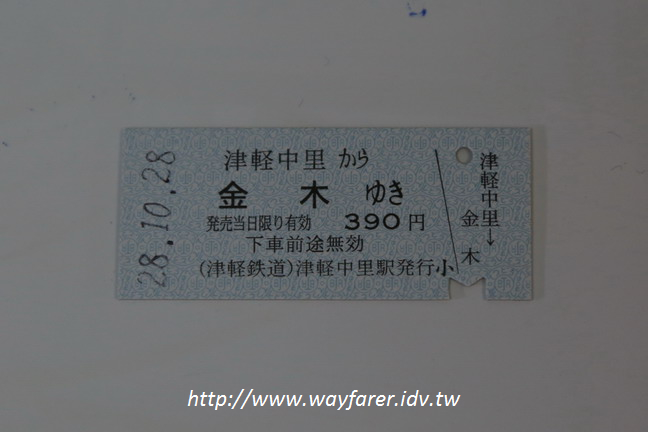 28.10.28
津軽中里から
金木ゆき
発売当日限り有効 390円
下車前途無効
(津軽鉄道)津軽中里駅発行
小
津軽中里→金木
http://www.wayfarer.idv.tw